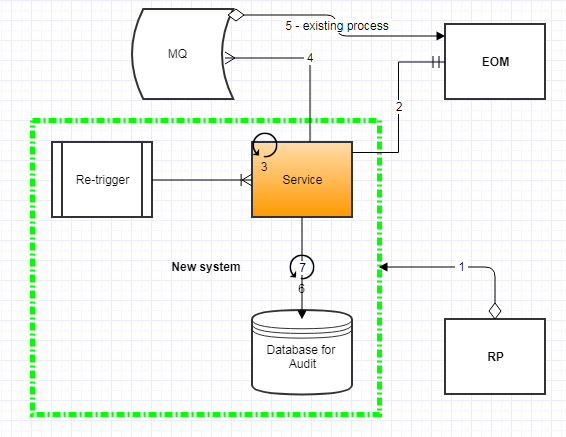 5 - existing process
MQ
4
EOM
2
3
Re-trigger
Service
New system
7
1
6
Database for
Audit
RP